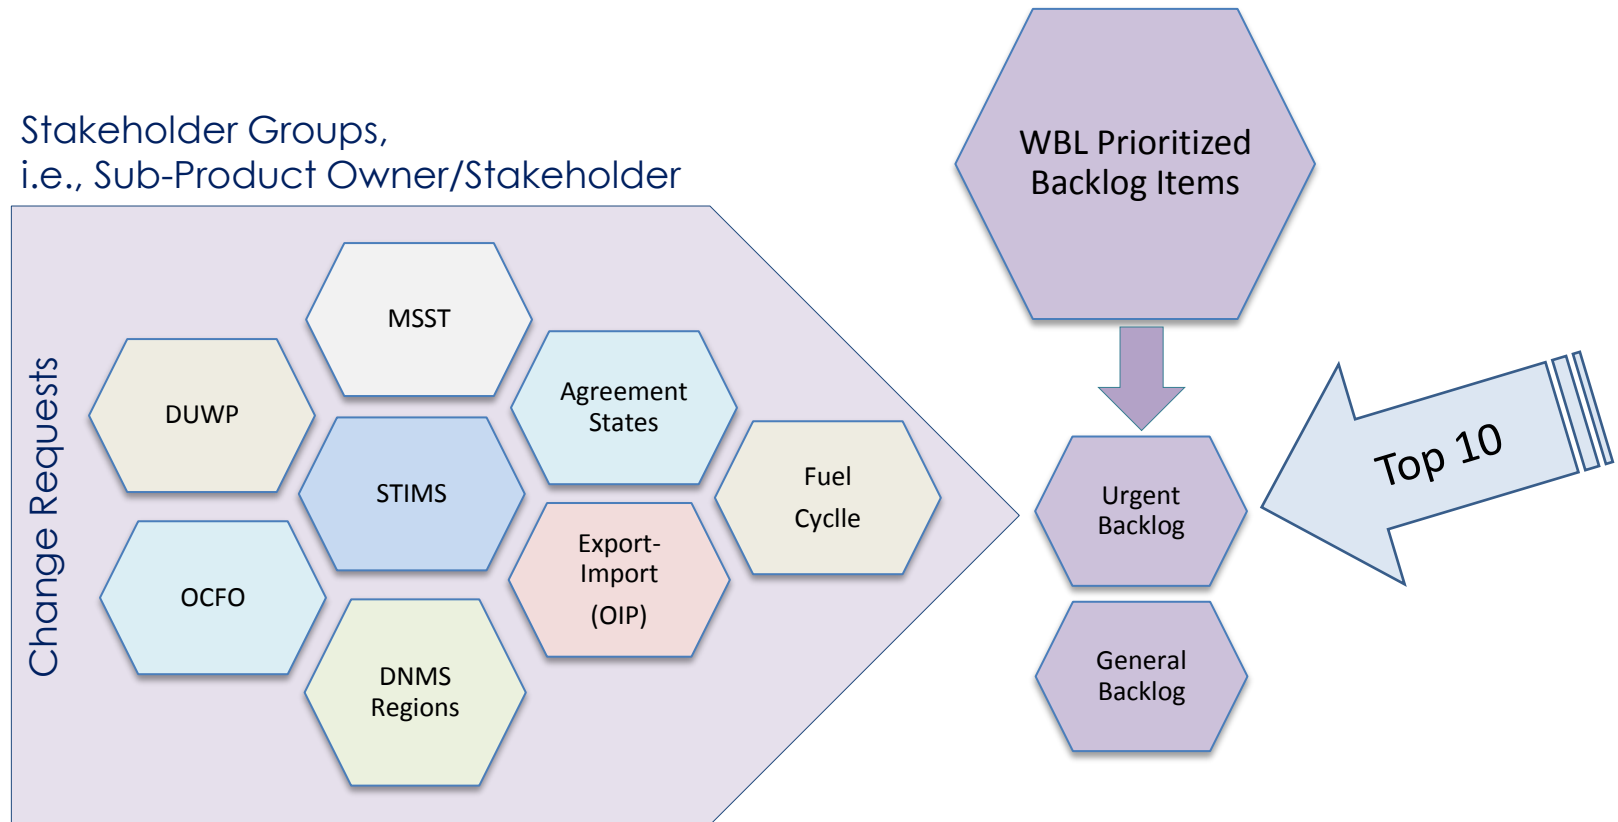 Stakeholder Groups,
i.e., Sub-Product Owner/Stakeholder
Change Requests
MSST
DUWP
Agreement
States
STIMS
Fuel
Cyclle
OCFO
Export-
Import
(OIP)
DNMS
Regions
WBL Prioritized
Backlog Items
Top 10
Urgent
Backlog
General
Backlog